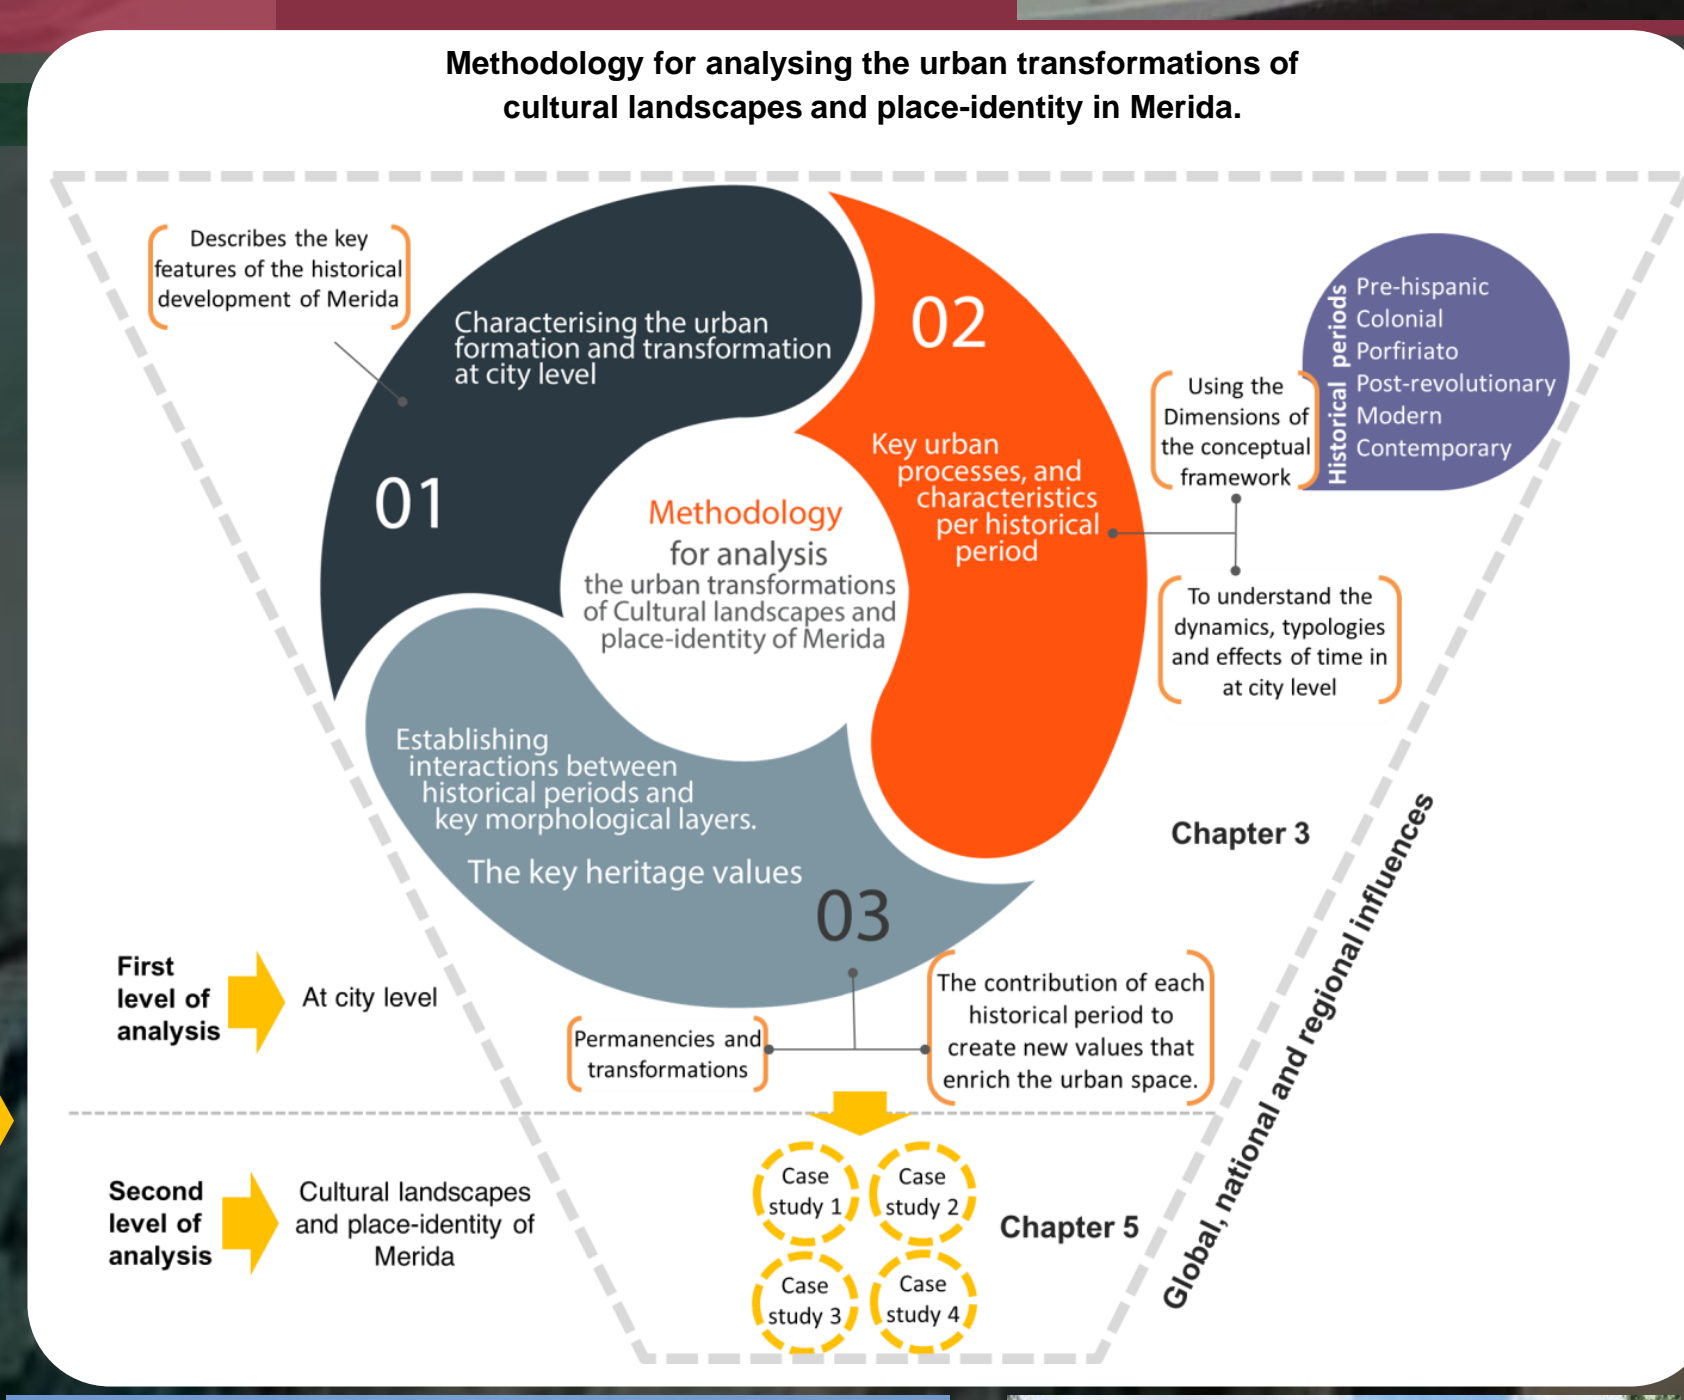 Methodology for analysing the urban transformations of
cultural landscapes and place-identity in Merida.
Describes the key
features of the historical
development of Merida
Characterising the urban
formation and transformation
at city level
01
02
Key urban
processes, and
characteristics
per historical
period
Using the
Dimensions of
the conceptual
framework
Historical periods
Pre-hispanic
Colonial
Porfiriato
Post-revolutionary
Modern
Contemporary
To understand the
dynamics, typologies
and effects of time in
at city level
Methodology
for analysis
the urban transformations
of Cultural landscapes and
place-identity of Merida
Establishing
interactions between
historical periods and
key morphological layers.
The key heritage values
03
Chapter 3
Global, national and regional influences
First
level of
analysis
At city level
Permanencies and
transformations
The contribution of each
historical period to
create new values that
enrich the urban space.
Second
level of
analysis
Cultural landscapes
and place-identity of
Merida
Case
study 1
Case
study 2
Case
study 3
Case
study 4
Chapter 5